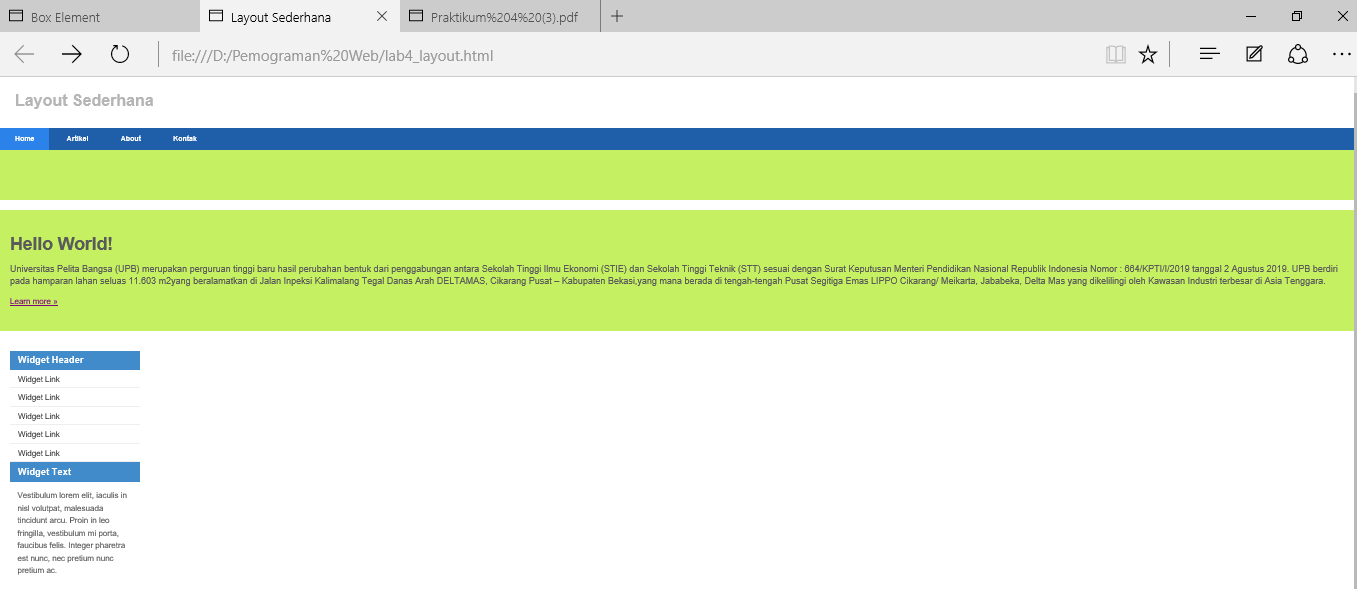 Box Element
Layout Sederhana
Praktikum%204%20(3).pdf
file:///D:/Pemograman%20Web/lab4_layout.html
Layout Sederhana
Home Artikel About Kontak
Hello World!
Universitas Pelita Bangsa (UPB) merupakan perguruan tinggi baru hasil perubahan bentuk dari penggabungan antara Sekolah Tinggi Ilmu Ekonomi (STIE) dan Sekolah Tinggi Teknik (STT) sesuai dengan Surat Keputusan Menteri Pendidikan Nasional Republik Indonesia Nomor : 664/KPTI/I/2019 tanggal 2 Agustus 2019. UPB berdiri
pada hamparan lahan seluas 11.603 m2yang beralamatkan di Jalan Inpeksi Kalimalang Tegal Danas Arah DELTAMAS, Cikarang Pusat – Kabupaten Bekasi,yang mana berada di tengah-tengah Pusat Segitiga Emas LIPPO Cikarang/ Meikarta, Jababeka, Delta Mas yang dikelilingi oleh Kawasan Industri terbesar di Asia Tenggara.
Learn more »
Widget Header
Widget Link
Widget Link
Widget Link
Widget Link
Widget Link
Widget Text
Vestibulum lorem elit, iaculis in
nisl volutpat, malesuada
tincidunt arcu. Proin in leo
fringilla, vestibulum mi porta,
faucibus felis. Integer pharetra
est nunc, nec pretium nunc
pretium ac.